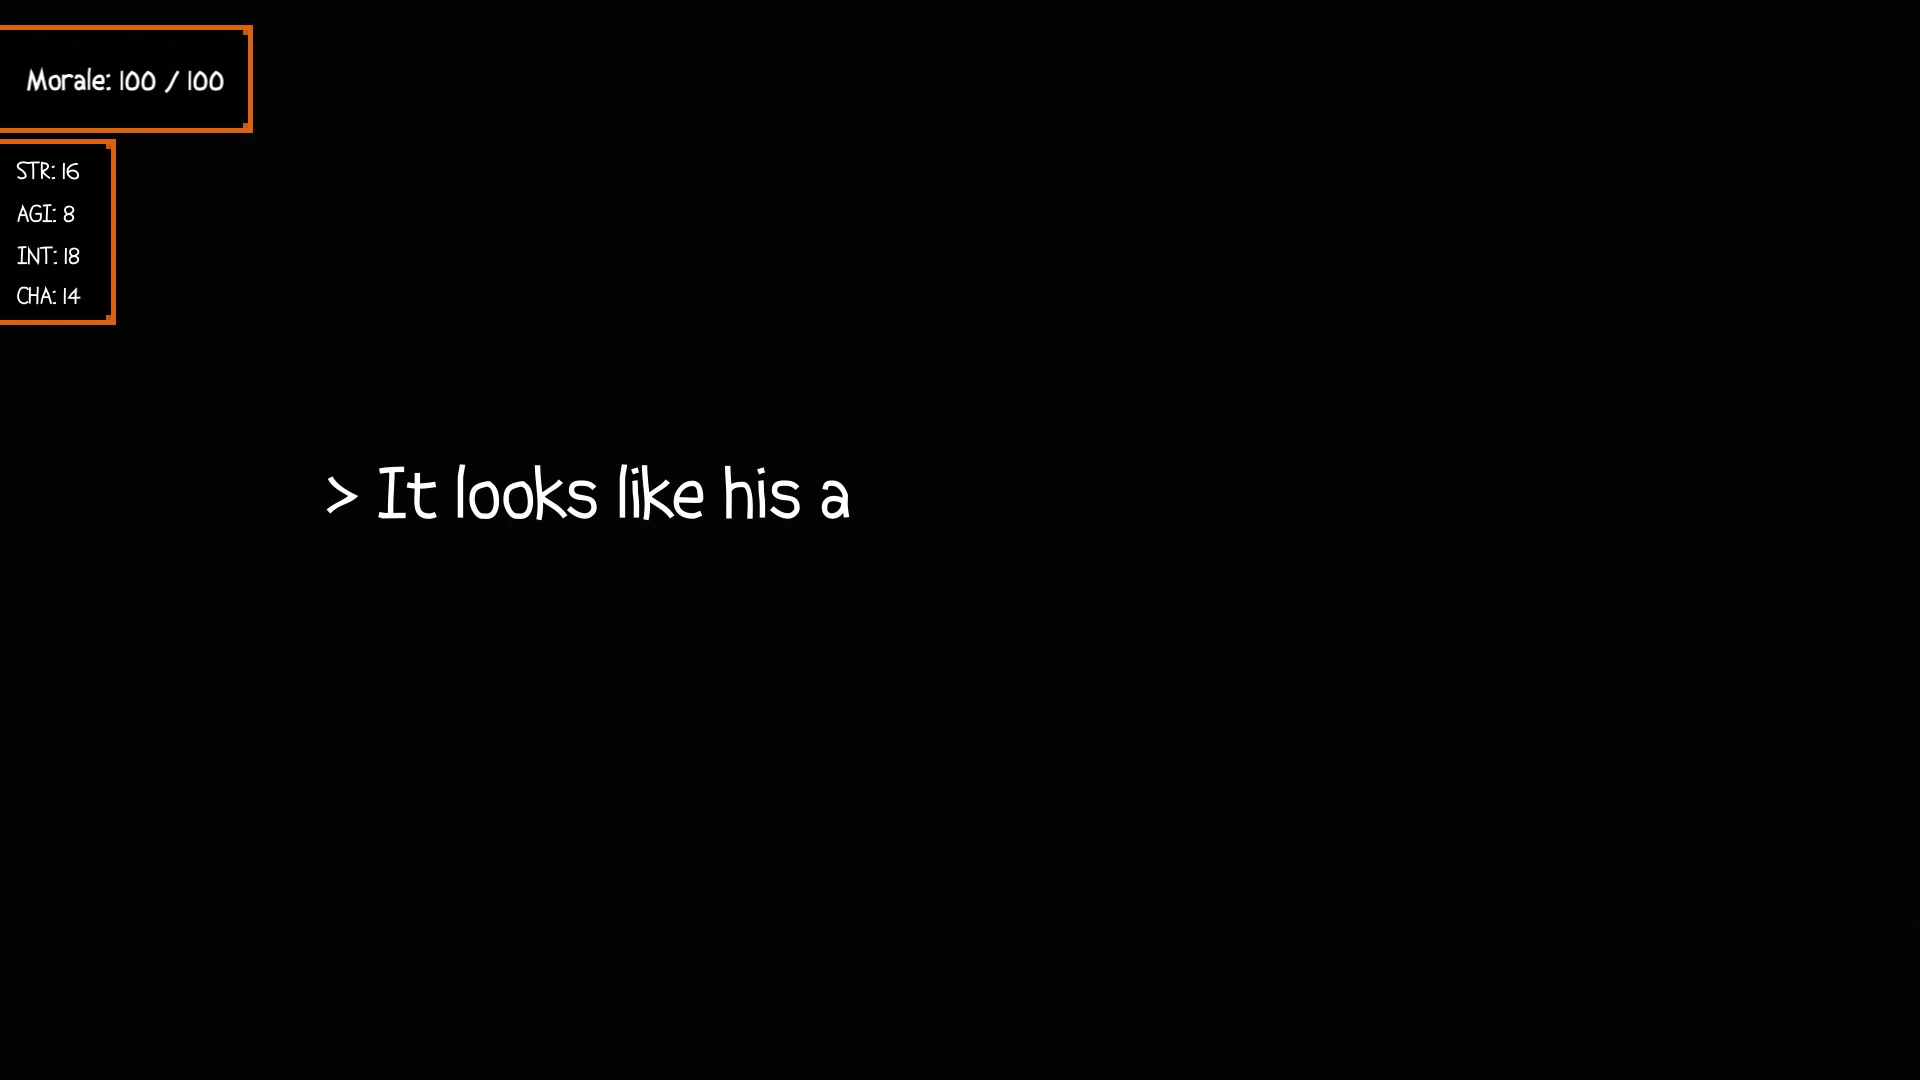 Morale: 100 / 100
STR: 16
AGI: 8
INT: 18
CHA: 14
> It looks like his a